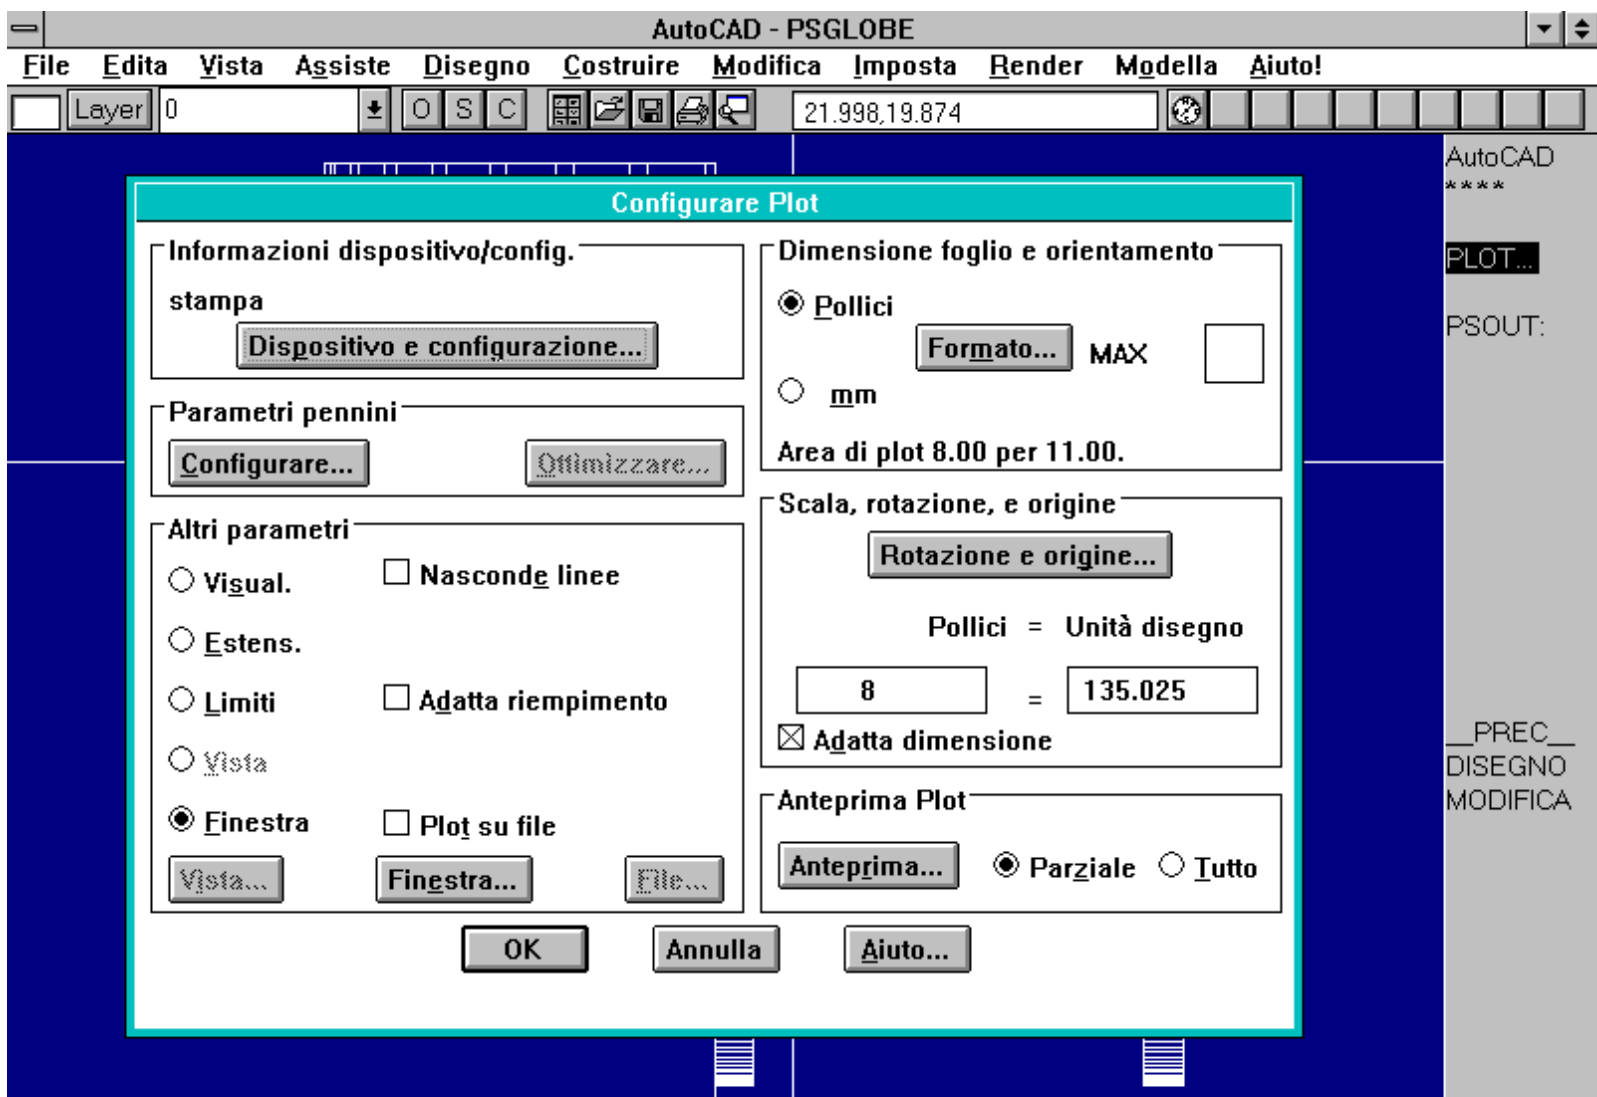 AutoCAD - PSGLOBE
File Edita Vista Assiste Disegno Costruire Modifica Imposta Render Modella Aiuto!
Layer 0 O S C 21.998,19.874
AutoCAD
****
PLOT...
PSOUT:
__PREC__
DISEGNO
MODIFICA
Configurare Plot
Informazioni dispositivo/config.
stampa
Dispositivo e configurazione...
Parametri pennini
Configurare... Ottimizzare...
Altri parametri
Visual. Nasconde linee
Estens.
Limiti Adatta riempimento
Vista
Finestra Plot su file
Vista... Finestra... File...
Dimensione foglio e orientamento
Pollici
Formato... MAX
mm
Area di plot 8.00 per 11.00.
Scala, rotazione, e origine
Rotazione e origine...
Pollici = Unità disegno
8 = 135.025
Adatta dimensione
Anteprima Plot
Anteprima... Parziale Tutto
OK Annulla Aiuto...